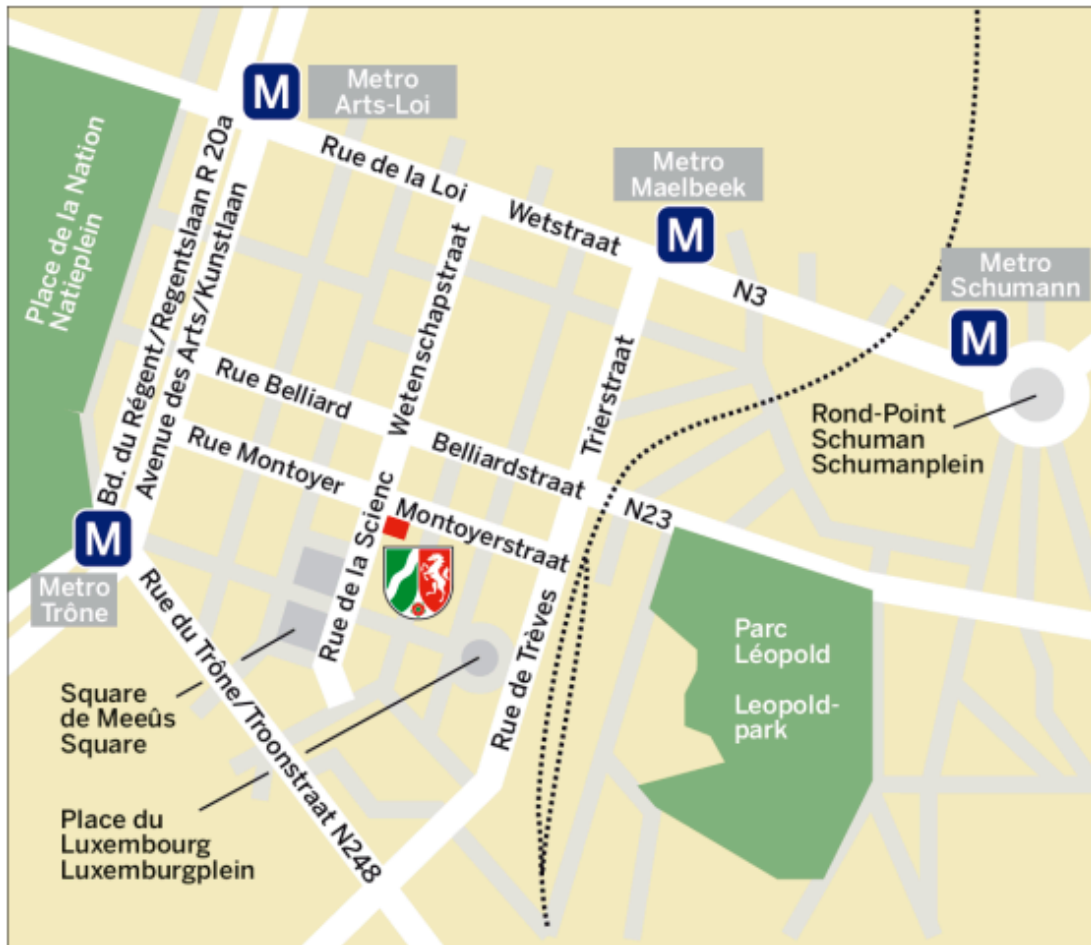 M
Metro
Arts-Loi
Rue de la Loi
Wetstraat
N3
M
Metro
Maelbeek
M
Metro
Schumann
Rond-Point
Schuman
Schumanplein
Place de la Nation
Natieplein
Bd. du Régent/Regentslaan R 20a
Avenue des Arts/Kunstlaan
Rue Belliard
Belliardstraat
N23
Rue Montoyer
Montoyerstraat
Rue de la Scienc
Wetenschapstraat
Rue de Trèves
Trierstraat
M
Metro
Trône
Rue du Trône/Troonstraat N248
Square
de Meeûs
Square
Place du
Luxembourg
Luxemburgplein
Parc
Léopold
Leopold-
park